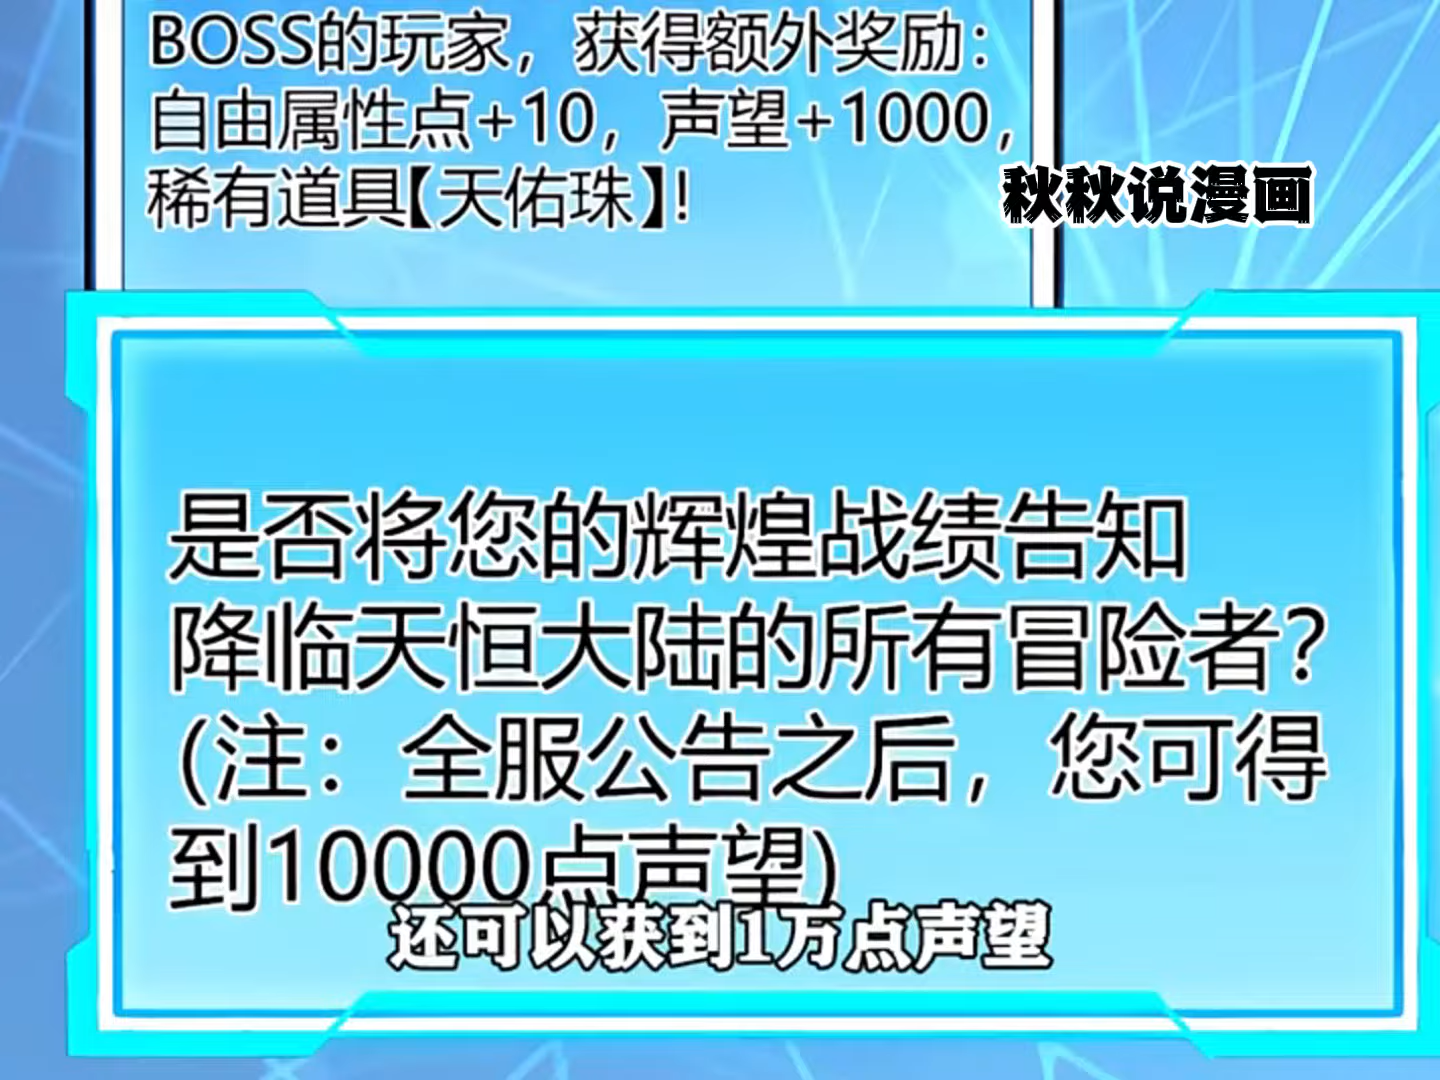 BOSS的玩家，获得额外奖励：
自由属性点+10，声望+1000，
稀有道具【天佑珠】！
秋秋说漫画
是否将您的辉煌战绩告知
降临天恒大陆的所有冒险者？
(注：全服公告之后，您可得
到10000点声望)
还可以获到1万点声望